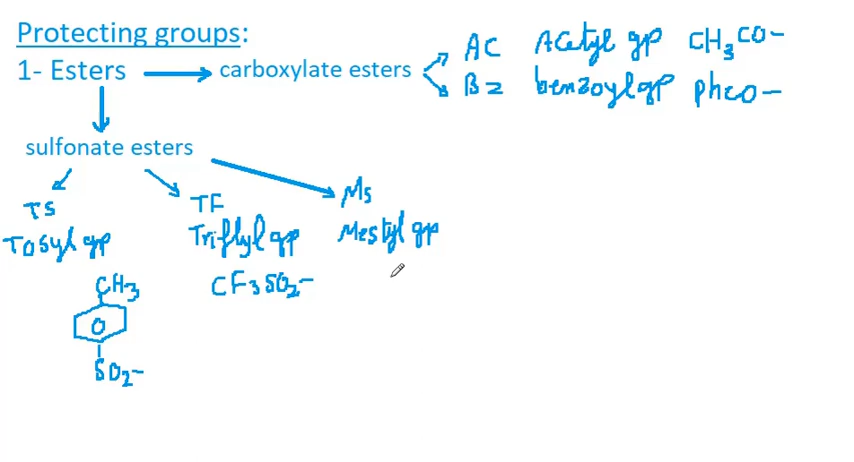 Protecting groups:
1- Esters → carboxylate esters
AC Acetyl gp CH3CO-
Bz benzoyl gp phco-
sulfonate esters
TS
Tosyl gp
CH3
SO2-
TF
Triflyl gp
CF3SO2-
Ms
Mestyl gp